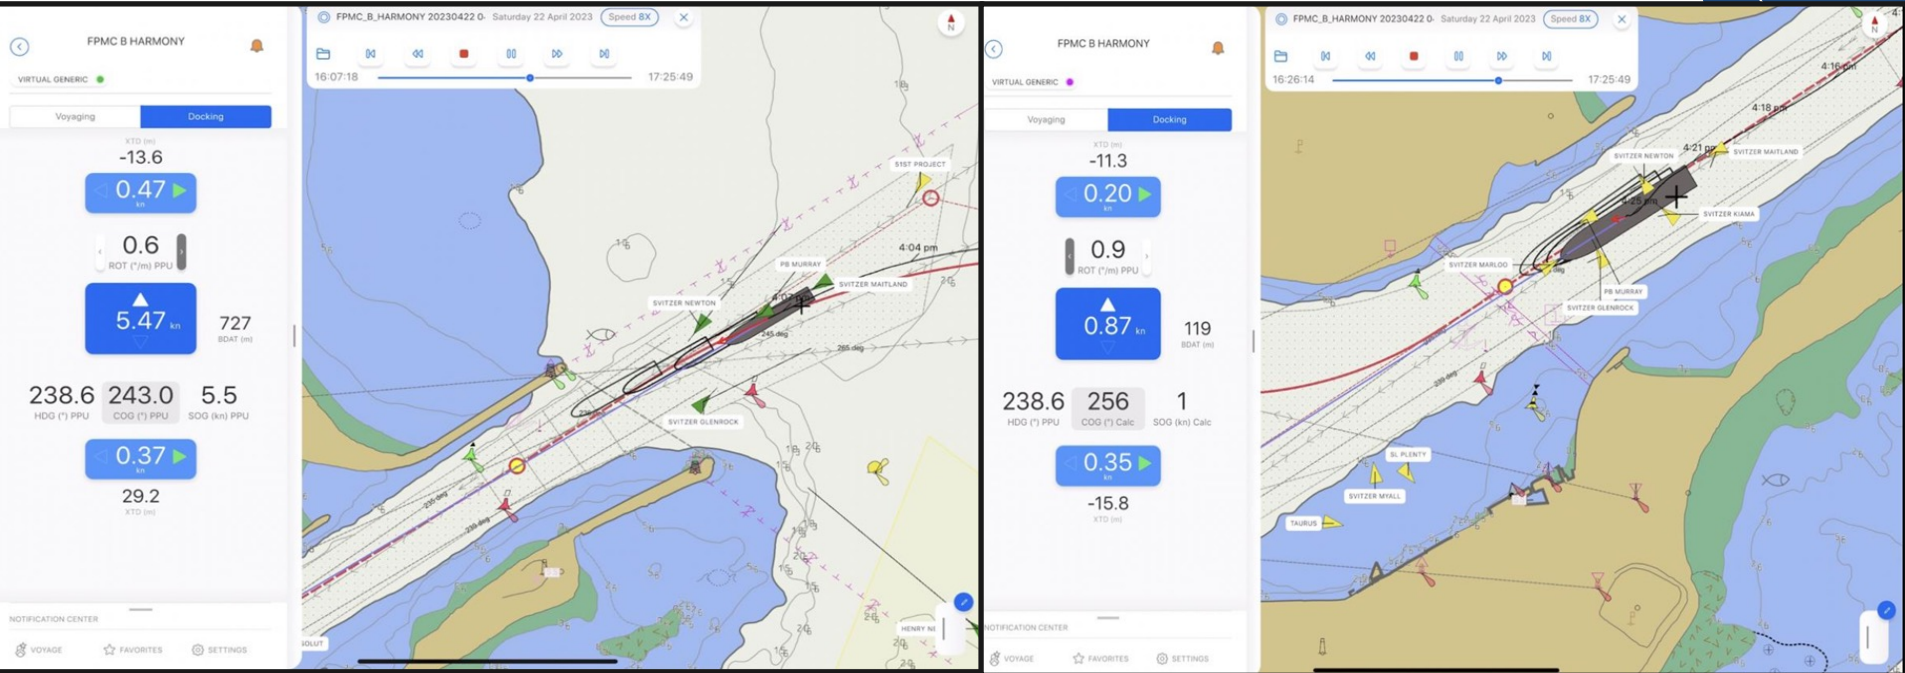 FPMC B HARMONY
VIRTUAL GENERIC
Voyaging
Docking
XTD (m)
-13.6
0.47
kn
0.6
ROT (°/m) PPU
5.47 kn
727
BDAT (m)
238.6
HDG (°) PPU
243.0
COG (°) PPU
5.5
SOG (kn) PPU
0.37
kn
29.2
XTD (m)
NOTIFICATION CENTER
VOYAGE
FAVORITES
SETTINGS
FPMC_B_HARMONY 20230422 0-
Saturday 22 April 2023
Speed 8X
16:07:18
17:25:49
N
51ST PROJECT
4:04 pm
PB MURRAY
SVITZER MAITLAND
SVITZER NEWTON
245 deg
265 deg
SVITZER GLENROCK
239 deg
FPMC B HARMONY
VIRTUAL GENERIC
Voyaging
Docking
XTD (m)
-11.3
0.20
kn
0.9
ROT (°/m) PPU
0.87 kn
119
BDAT (m)
238.6
HDG (°) PPU
256
COG (°) Calc
1
SOG (kn) Calc
0.35
kn
-15.8
XTD (m)
NOTIFICATION CENTER
VOYAGE
FAVORITES
SETTINGS
FPMC_B_HARMONY 20230422 0-
Saturday 22 April 2023
Speed 8X
16:26:14
17:25:49
N
4:16 pm
4:18 pm
SVITZER NEWTON
SVITZER MAITLAND
4:25 pm
SVITZER KIAMA
SVITZER MARLOO
PB MURRAY
SVITZER GLENROCK
239 deg
SL PLENTY
SVITZER MYALL
TAURUS